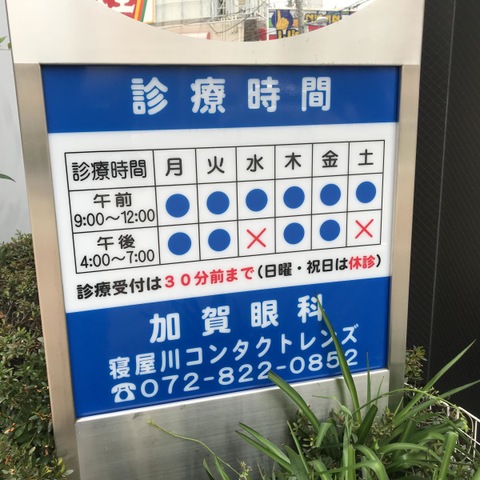 診療時間
診療時間 月 火 水 木 金 土
午前 9:00〜12:00 ● ● ● ● ● ●
午後 4:00〜7:00 ● ● × ● ● ×
診療受付は30分前まで(日曜・祝日は休診)
加賀眼科
寝屋川コンタクトレンズ
☎072-822-0852